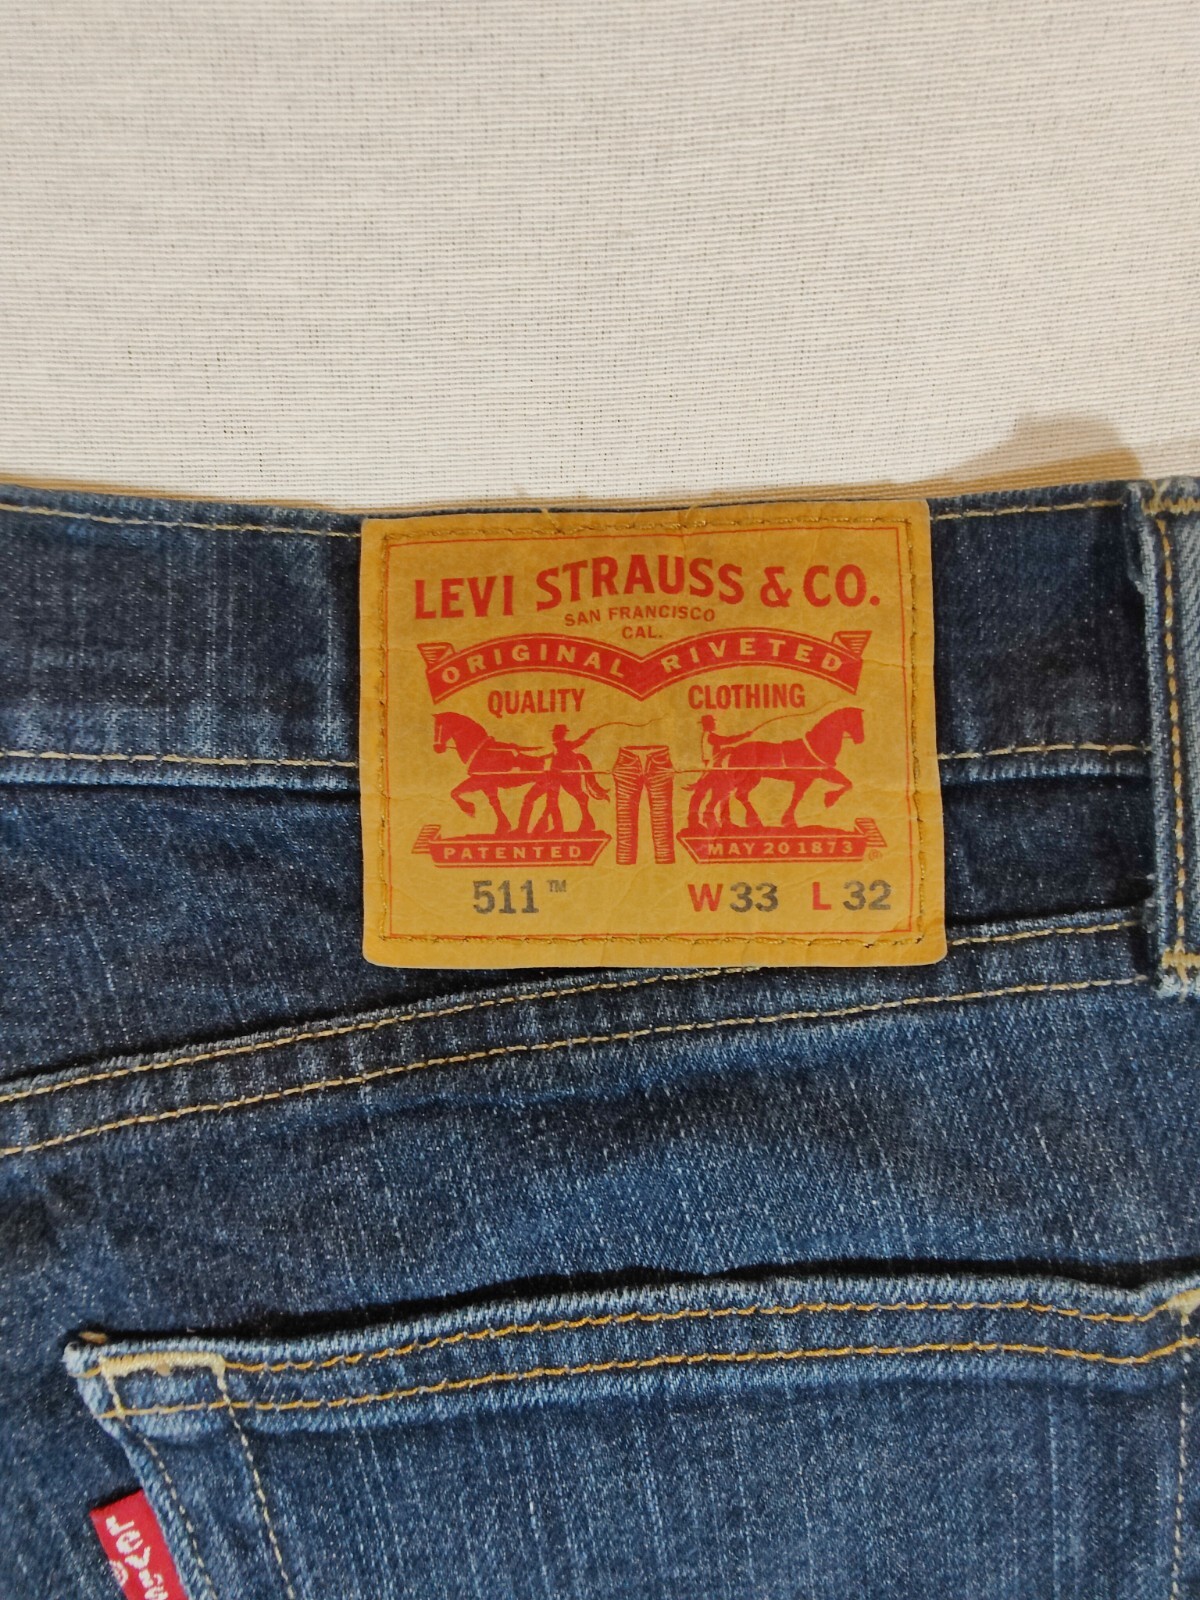 LEVI STRAUSS & CO.
SAN FRANCISCO
CAL.
ORIGINAL RIVETED
QUALITY CLOTHING
PATENTED MAY 20 1873 ®
511™ W33 L32
LEVI'S